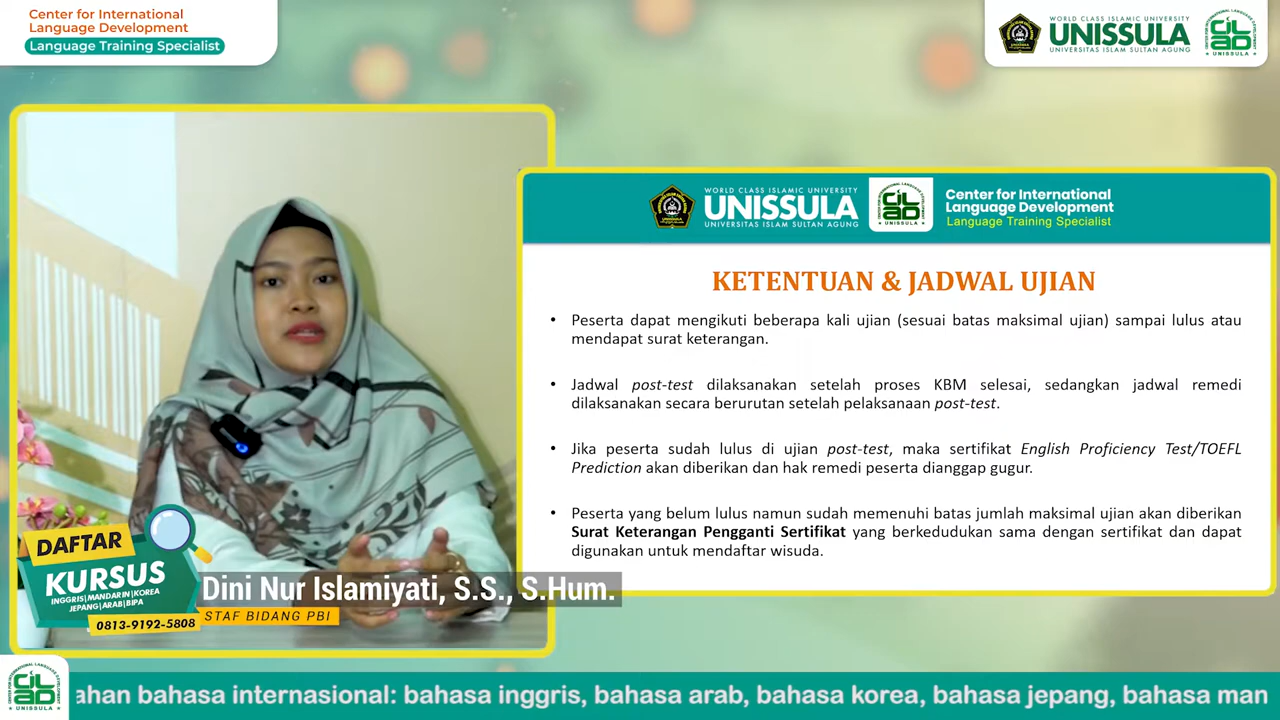 Center for International
Language Development
Language Training Specialist
WORLD CLASS ISLAMIC UNIVERSITY
UNISSULA
UNIVERSITAS ISLAM SULTAN AGUNG
CILAD
UNISSULA
WORLD CLASS ISLAMIC UNIVERSITY
UNISSULA
UNIVERSITAS ISLAM SULTAN AGUNG
CILAD
UNISSULA
Center for International
Language Development
Language Training Specialist
KETENTUAN & JADWAL UJIAN
• Peserta dapat mengikuti beberapa kali ujian (sesuai batas maksimal ujian) sampai lulus atau
mendapat surat keterangan.
• Jadwal post-test dilaksanakan setelah proses KBM selesai, sedangkan jadwal remedi
dilaksanakan secara berurutan setelah pelaksanaan post-test.
• Jika peserta sudah lulus di ujian post-test, maka sertifikat English Proficiency Test/TOEFL
Prediction akan diberikan dan hak remedi peserta dianggap gugur.
• Peserta yang belum lulus namun sudah memenuhi batas jumlah maksimal ujian akan diberikan
Surat Keterangan Pengganti Sertifikat yang berkedudukan sama dengan sertifikat dan dapat
digunakan untuk mendaftar wisuda.
DAFTAR
KURSUS
INGGRIS|MANDARIN|KOREA
JEPANG|ARAB|BIPA
0813-9192-5808
Dini Nur Islamiyati, S.S., S.Hum.
STAF BIDANG PBI
CILAD
UNISSULA
ahan bahasa internasional: bahasa inggris, bahasa arab, bahasa korea, bahasa jepang, bahasa man